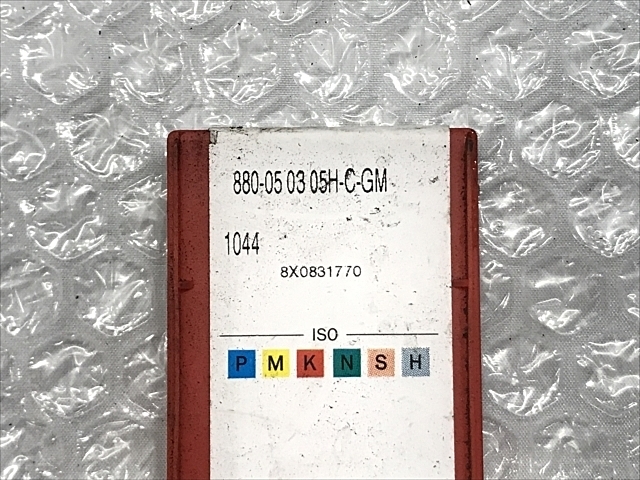 880-05 03 05H-C-GM
1044
8X0831770
ISO
P M K N S H